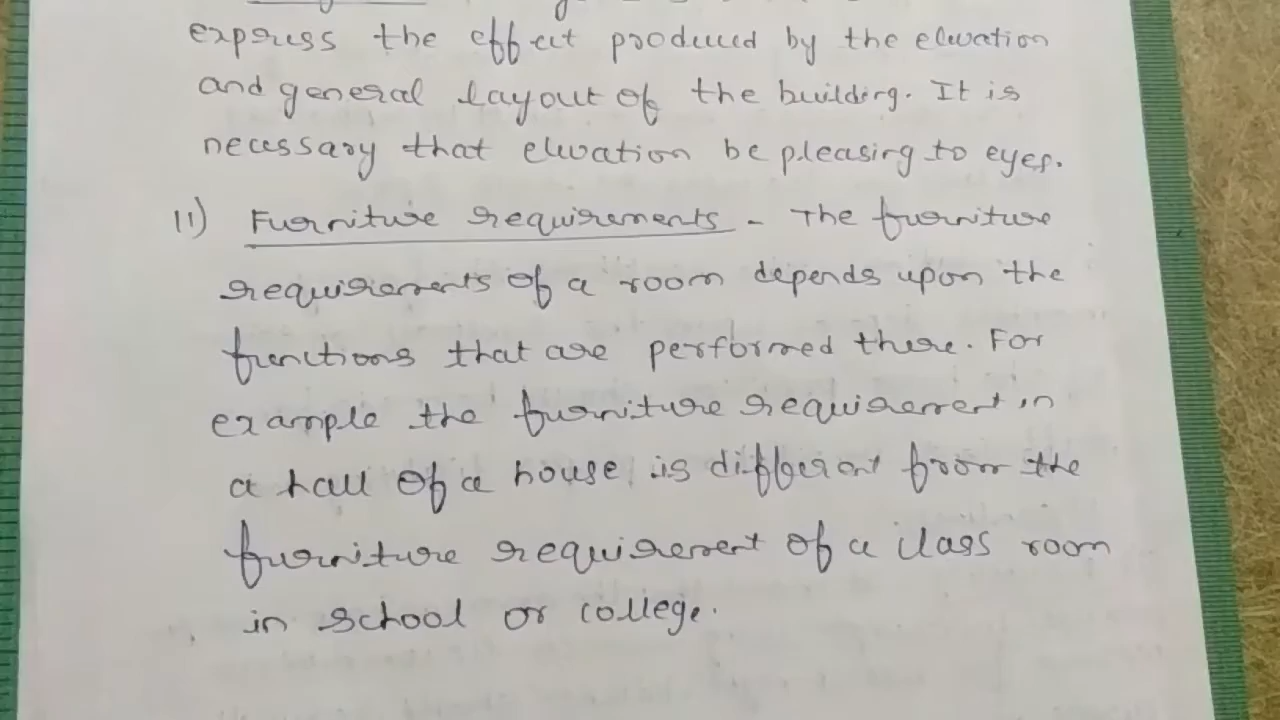 express the effect produced by the elevation
and general layout of the building. It is
necessary that elevation be pleasing to eyes.
11) Furniture requirements - The furniture
requirements of a room depends upon the
functions that are performed there. For
example the furniture requirement in
a hall of a house is different from the
furniture requirement of a class room
in school or college.